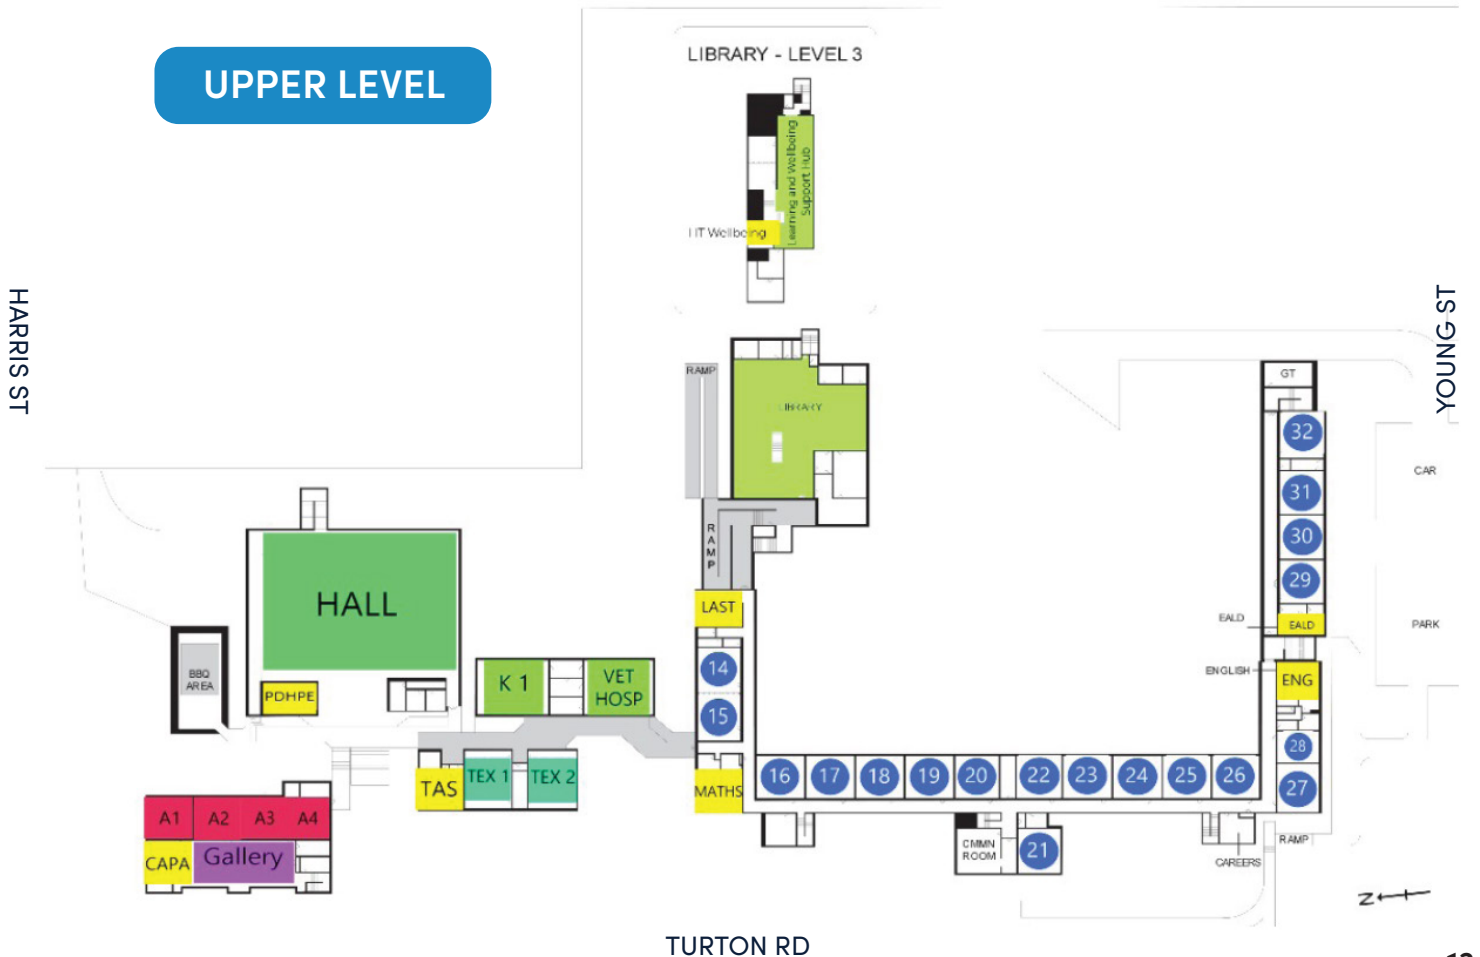 UPPER LEVEL
LIBRARY - LEVEL 3
Learning and Wellbeing
Support Hub
HT Wellbeing
HARRIS ST
YOUNG ST
RAMP
LIBRARY
RAMP
GT
32
31
30
29
EALD
EALD
CAR
PARK
ENGLISH
ENG
28
27
HALL
BBQ
AREA
PDHPE
K 1
VET
HOSP
LAST
14
15
MATHS
TAS
TEX 1
TEX 2
16
17
18
19
20
22
23
24
25
26
A1
A2
A3
A4
CAPA
Gallery
CMMN
ROOM
21
CAREERS
RAMP
N
TURTON RD